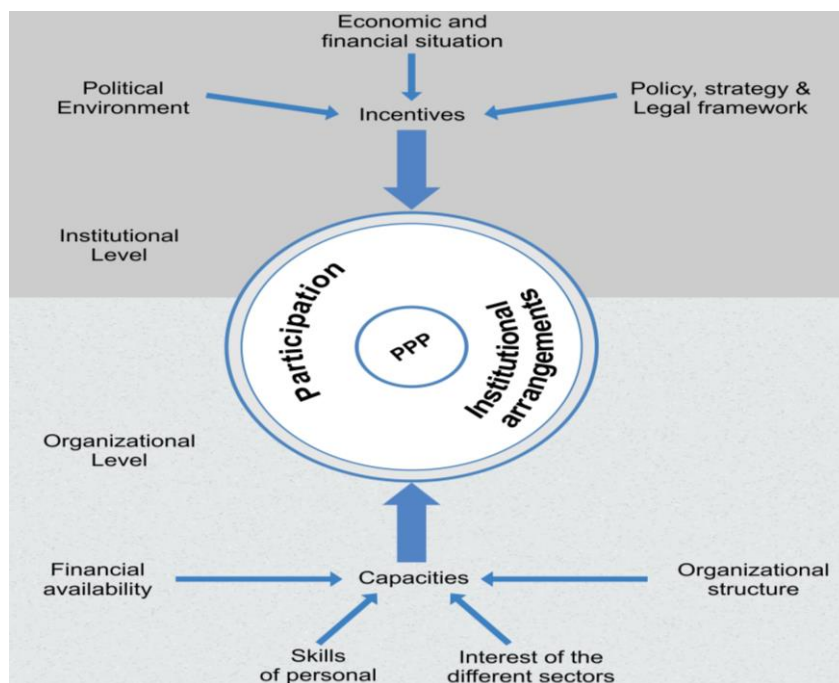 Economic and
financial situation
Political
Environment
Policy, strategy &
Legal framework
Incentives
Institutional
Level
Participation
PPP
Institutional
arrangements
Organizational
Level
Financial
availability
Capacities
Organizational
structure
Skills
of personal
Interest of the
different sectors